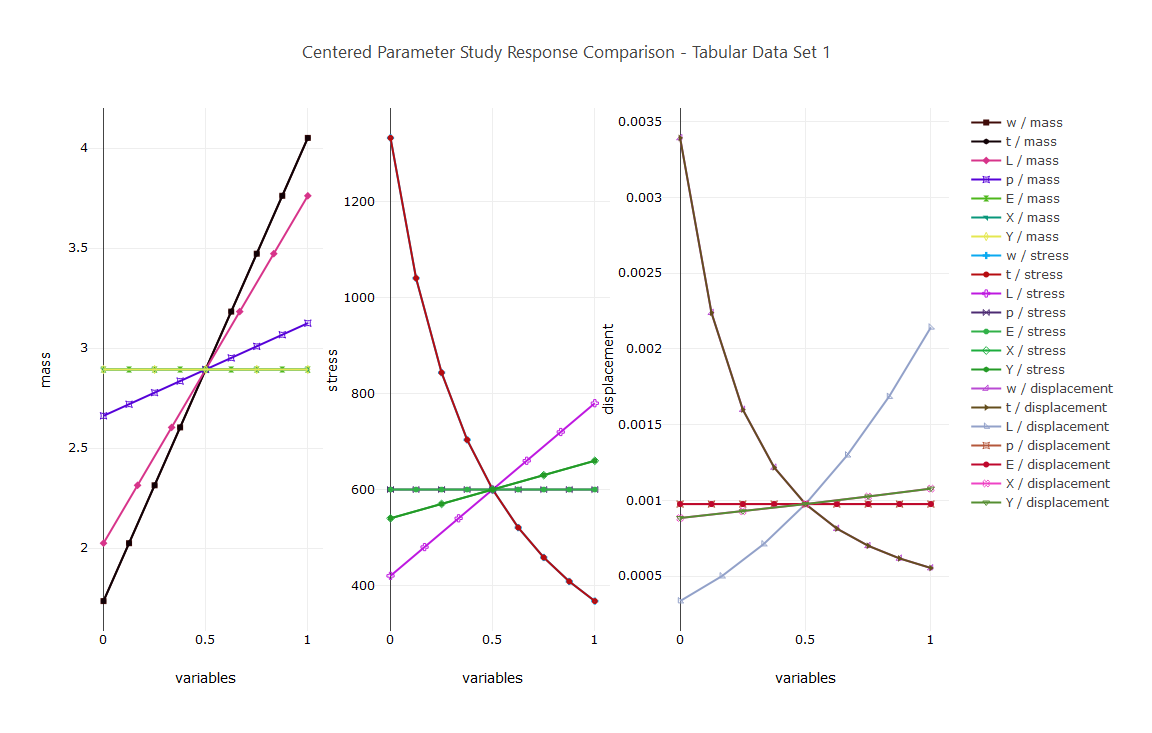 Centered Parameter Study Response Comparison - Tabular Data Set 1
mass
4
3.5
3
2.5
2
0
0.5
1
variables
stress
1200
1000
800
600
400
0
0.5
1
variables
displacement
0.0035
0.003
0.0025
0.002
0.0015
0.001
0.0005
0
0.5
1
variables
w / mass
t / mass
L / mass
p / mass
E / mass
X / mass
Y / mass
w / stress
t / stress
L / stress
p / stress
E / stress
X / stress
Y / stress
w / displacement
t / displacement
L / displacement
p / displacement
E / displacement
X / displacement
Y / displacement